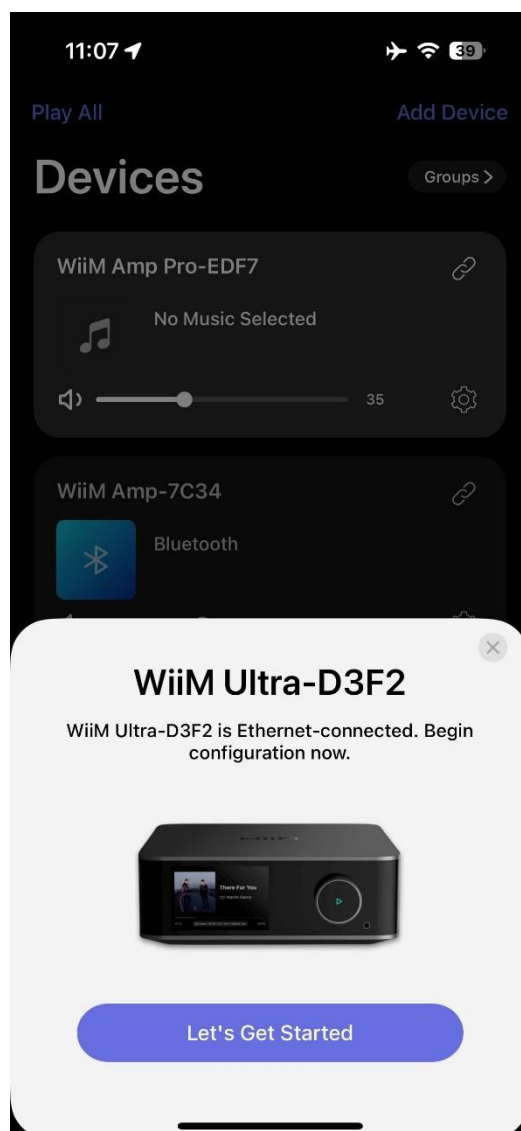 11:07
39
Play All
Add Device
Devices
Groups >
WiiM Amp Pro-EDF7
No Music Selected
35
WiiM Amp-7C34
Bluetooth
WiiM Ultra-D3F2
WiiM Ultra-D3F2 is Ethernet-connected. Begin
configuration now.
There For You
Let's Get Started